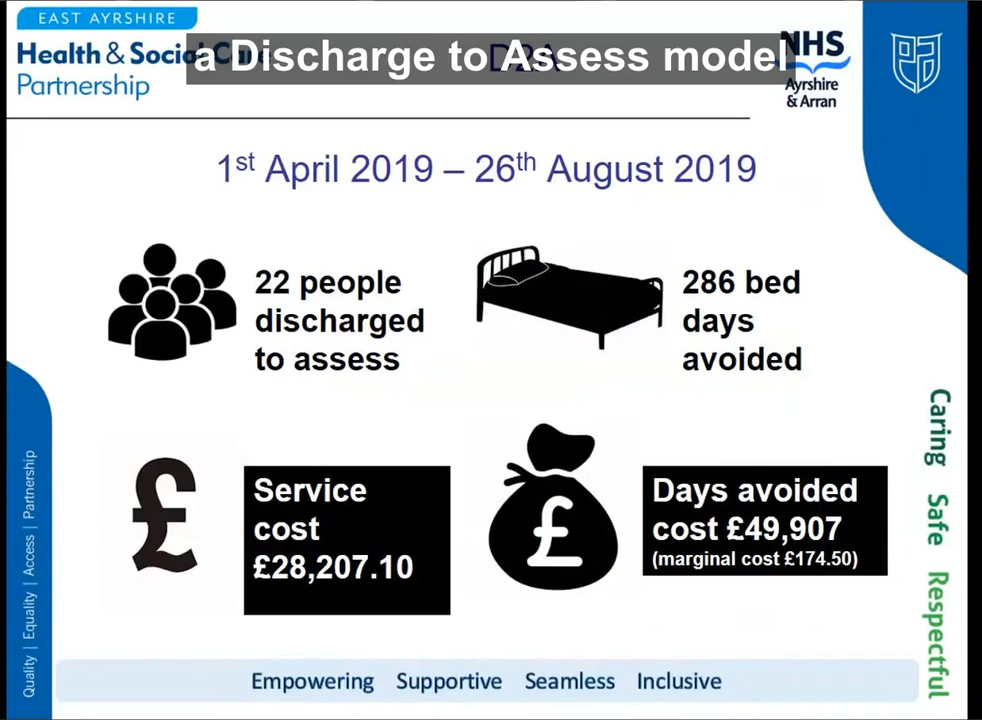 EAST AYRSHIRE
Health & Social Care
Partnership
a Discharge to Assess model
D2A
NHS
Ayrshire
& Arran
1st April 2019 – 26th August 2019
22 people
discharged
to assess
286 bed
days
avoided
£
Service
cost
£28,207.10
£
Days avoided
cost £49,907
(marginal cost £174.50)
Quality | Equality | Access | Partnership
Caring Safe Respectful
Empowering Supportive Seamless Inclusive